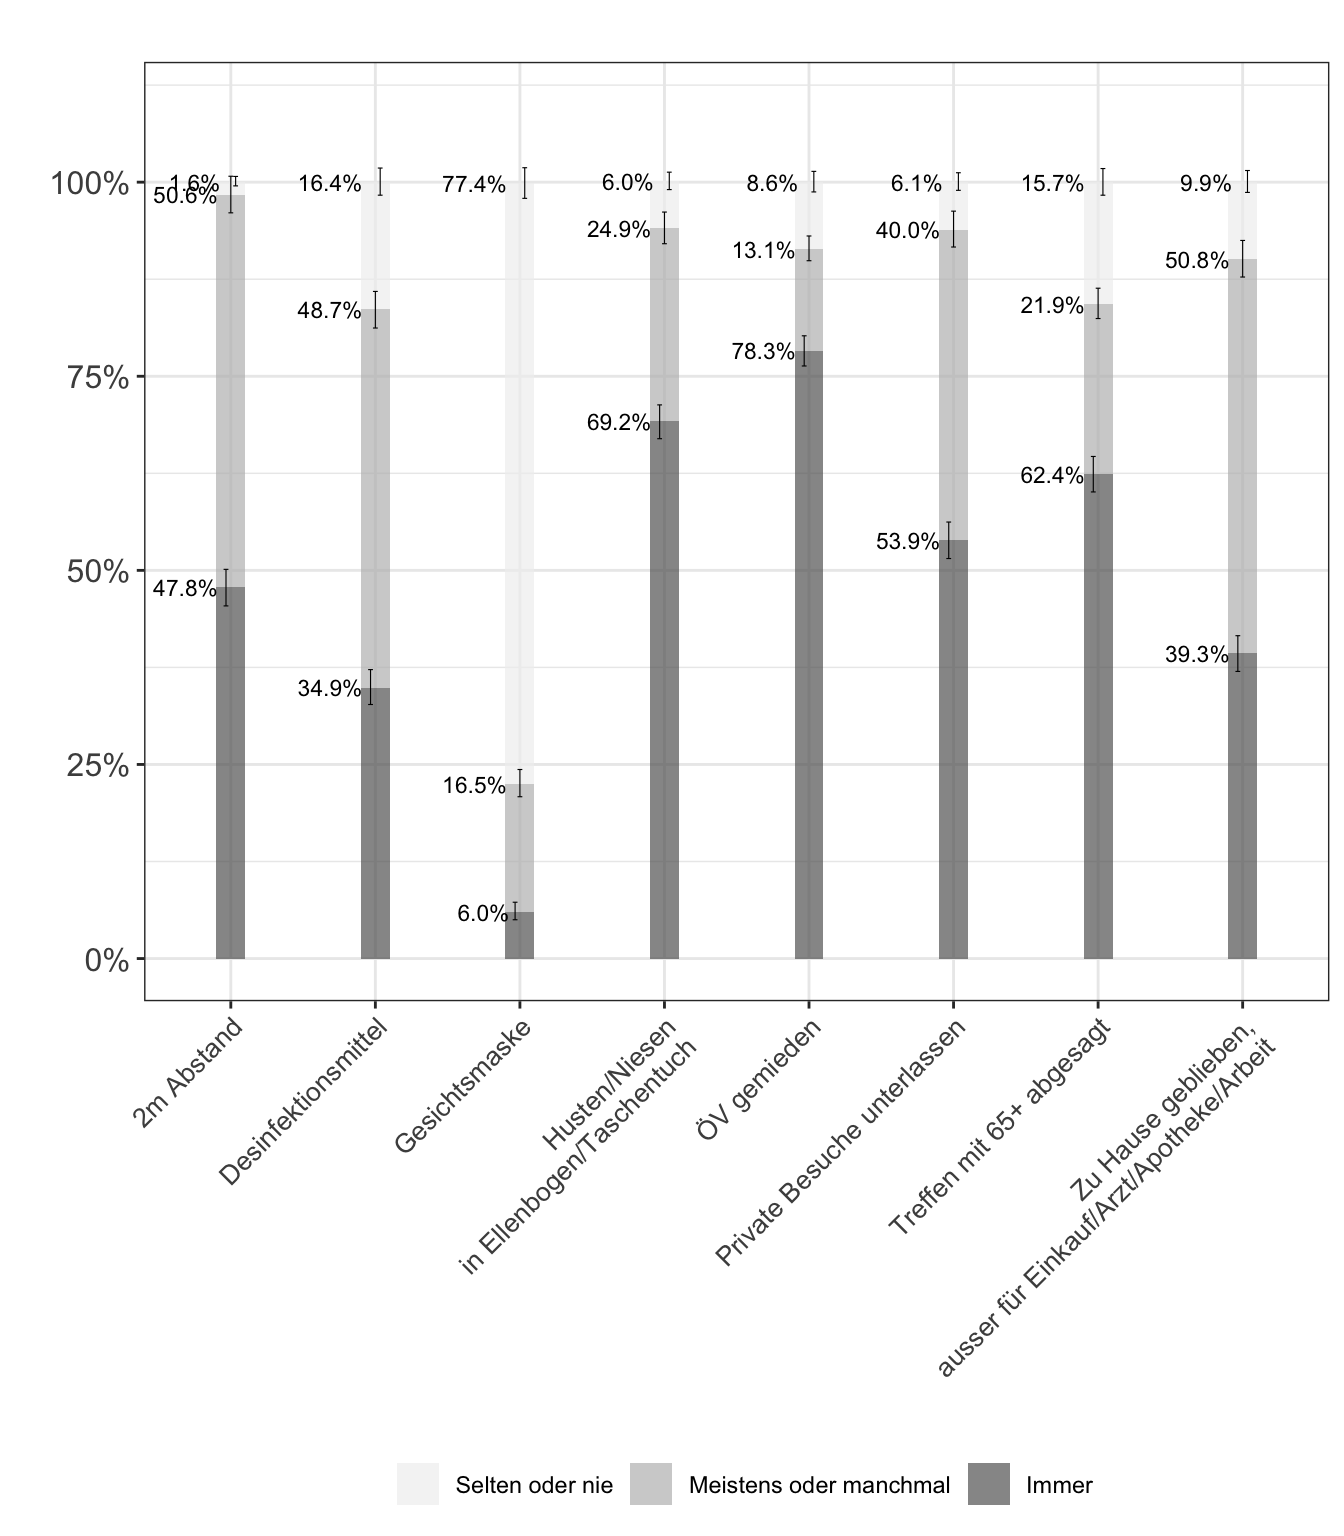 100%
75%
50%
25%
0%
1.6%
50.6%
47.8%
16.4%
48.7%
34.9%
77.4%
16.5%
6.0%
6.0%
24.9%
69.2%
8.6%
13.1%
78.3%
6.1%
40.0%
53.9%
15.7%
21.9%
62.4%
9.9%
50.8%
39.3%
2m Abstand
Desinfektionsmittel
Gesichtsmaske
Husten/Niesen
in Ellenbogen/Taschentuch
ÖV gemieden
Private Besuche unterlassen
Treffen mit 65+ abgesagt
Zu Hause geblieben,
ausser für Einkauf/Arzt/Apotheke/Arbeit
Selten oder nie
Meistens oder manchmal
Immer